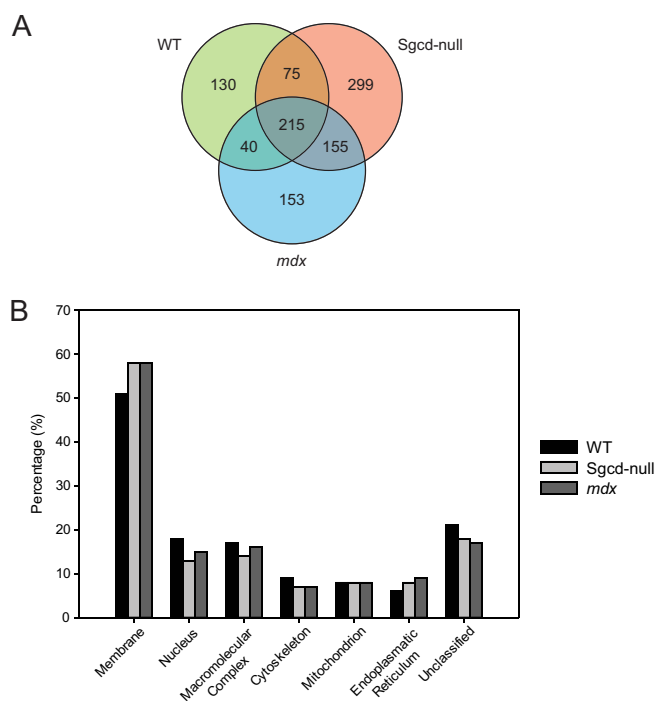 A
WT
Sgcd-null
130
75
299
215
40
155
153
mdx
B
Percentage (%)
70
60
50
40
30
20
10
0
Membrane
Nucleus
Macromolecular
Complex
Cytoskeleton
Mitochondrion
Endoplasmatic
Reticulum
Unclassified
WT
Sgcd-null
mdx